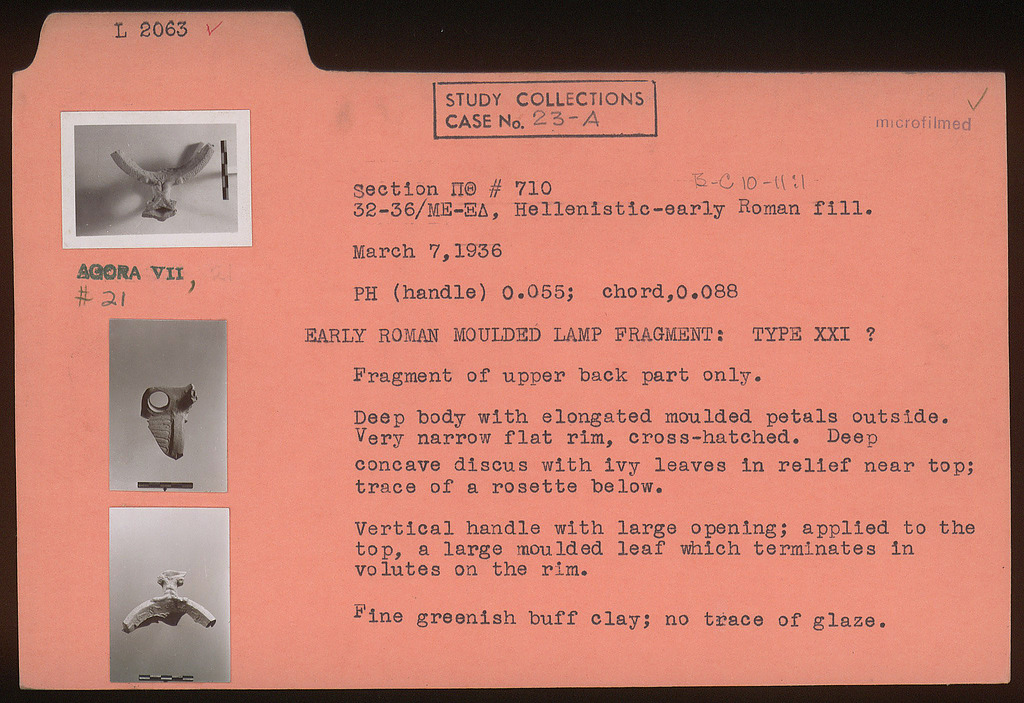 L 2063 ✓
STUDY COLLECTIONS
CASE No. 23-A
microfilmed
Section ΠΘ # 710
B-C 10-11:1
32-36/ΜΕ-ΞΔ, Hellenistic-early Roman fill.
March 7,1936
AGORA VII, 21
# 21
PH (handle) 0.055; chord,0.088
EARLY ROMAN MOULDED LAMP FRAGMENT: TYPE XXI ?
Fragment of upper back part only.
Deep body with elongated moulded petals outside.
Very narrow flat rim, cross-hatched. Deep
concave discus with ivy leaves in relief near top;
trace of a rosette below.
Vertical handle with large opening; applied to the
top, a large moulded leaf which terminates in
volutes on the rim.
Fine greenish buff clay; no trace of glaze.